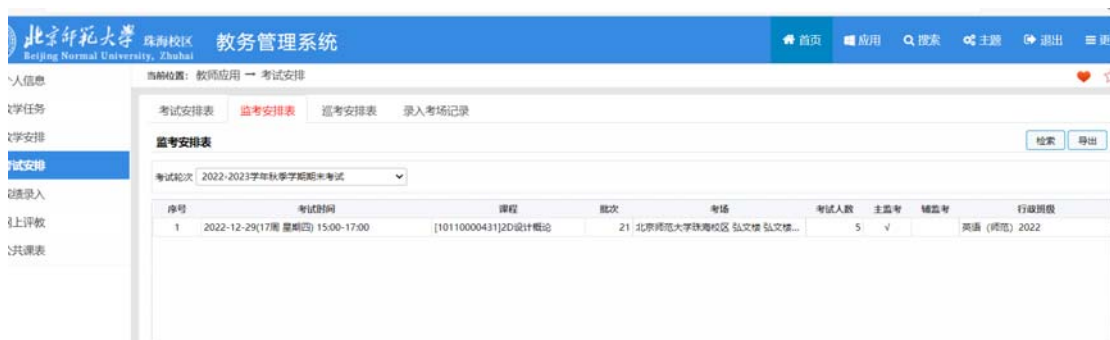 北京师范大学 珠海校区 教务管理系统
Beijing Normal University, Zhuhai
首页 应用 搜索 主题 退出
人信息
当前位置：教师应用 → 考试安排
学任务
考试安排表 监考安排表 巡考安排表 录入考场记录
学安排
监考安排表 检索 导出
试安排
考试轮次 2022-2023学年秋季学期期末考试
绩录入
序号 考试时间 课程 批次 考场 考试人数 主监考 辅监考 行政班级
上评教
1 2022-12-29(17周 星期四) 15:00-17:00 [10110000431]2D设计概论 21 北京师范大学珠海校区 弘文楼 弘文楼... 5 √ 英语（师范）2022
共课表